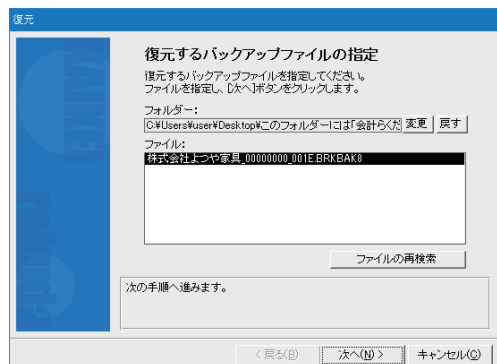 復元
復元するバックアップファイルの指定
復元するバックアップファイルを指定してください。
ファイルを指定し、[次へ]ボタンをクリックします。
フォルダー:
C:¥Users¥user¥Desktop¥このフォルダーには「会計らくだ 変更 戻す
ファイル:
株式会社よつや家具_00000000_001E.BRKBAK8
ファイルの再検索
次の手順へ進みます。
< 戻る(B) 次へ(N) > キャンセル(C)
KAIKEI
rakuda